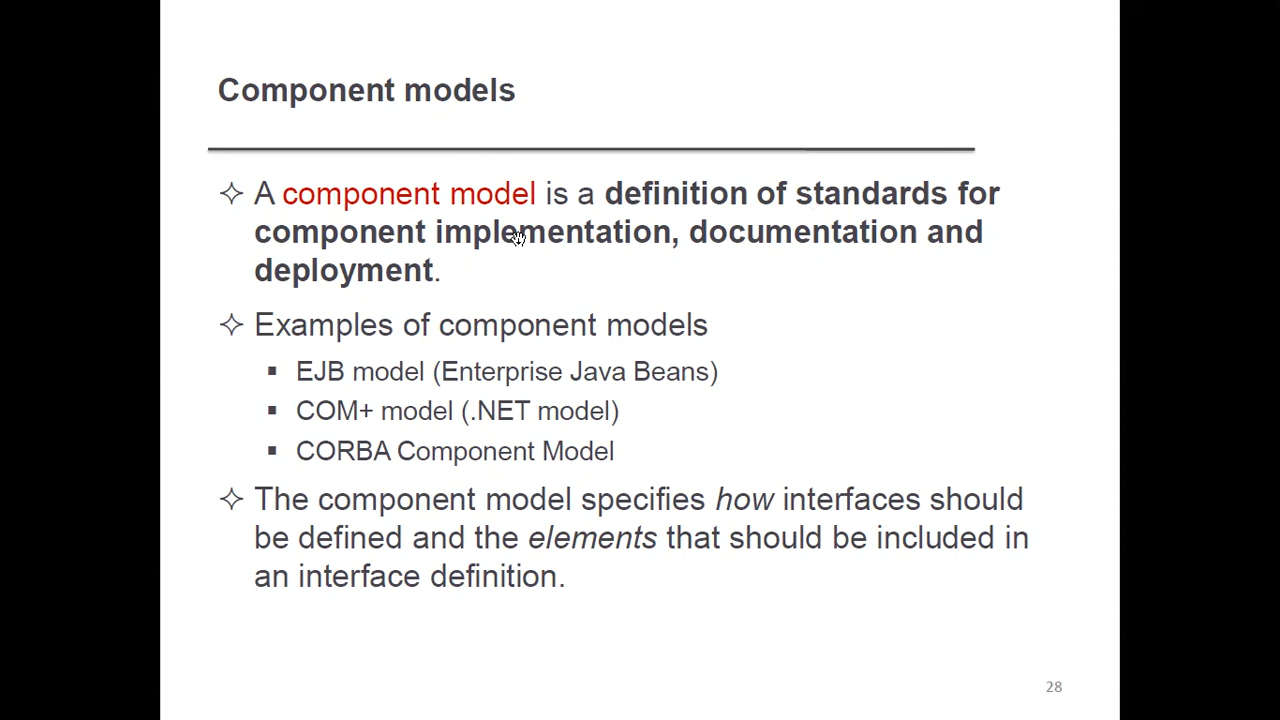 Component models
A component model is a definition of standards for
component implementation, documentation and
deployment.
Examples of component models
EJB model (Enterprise Java Beans)
COM+ model (.NET model)
CORBA Component Model
The component model specifies how interfaces should
be defined and the elements that should be included in
an interface definition.
28